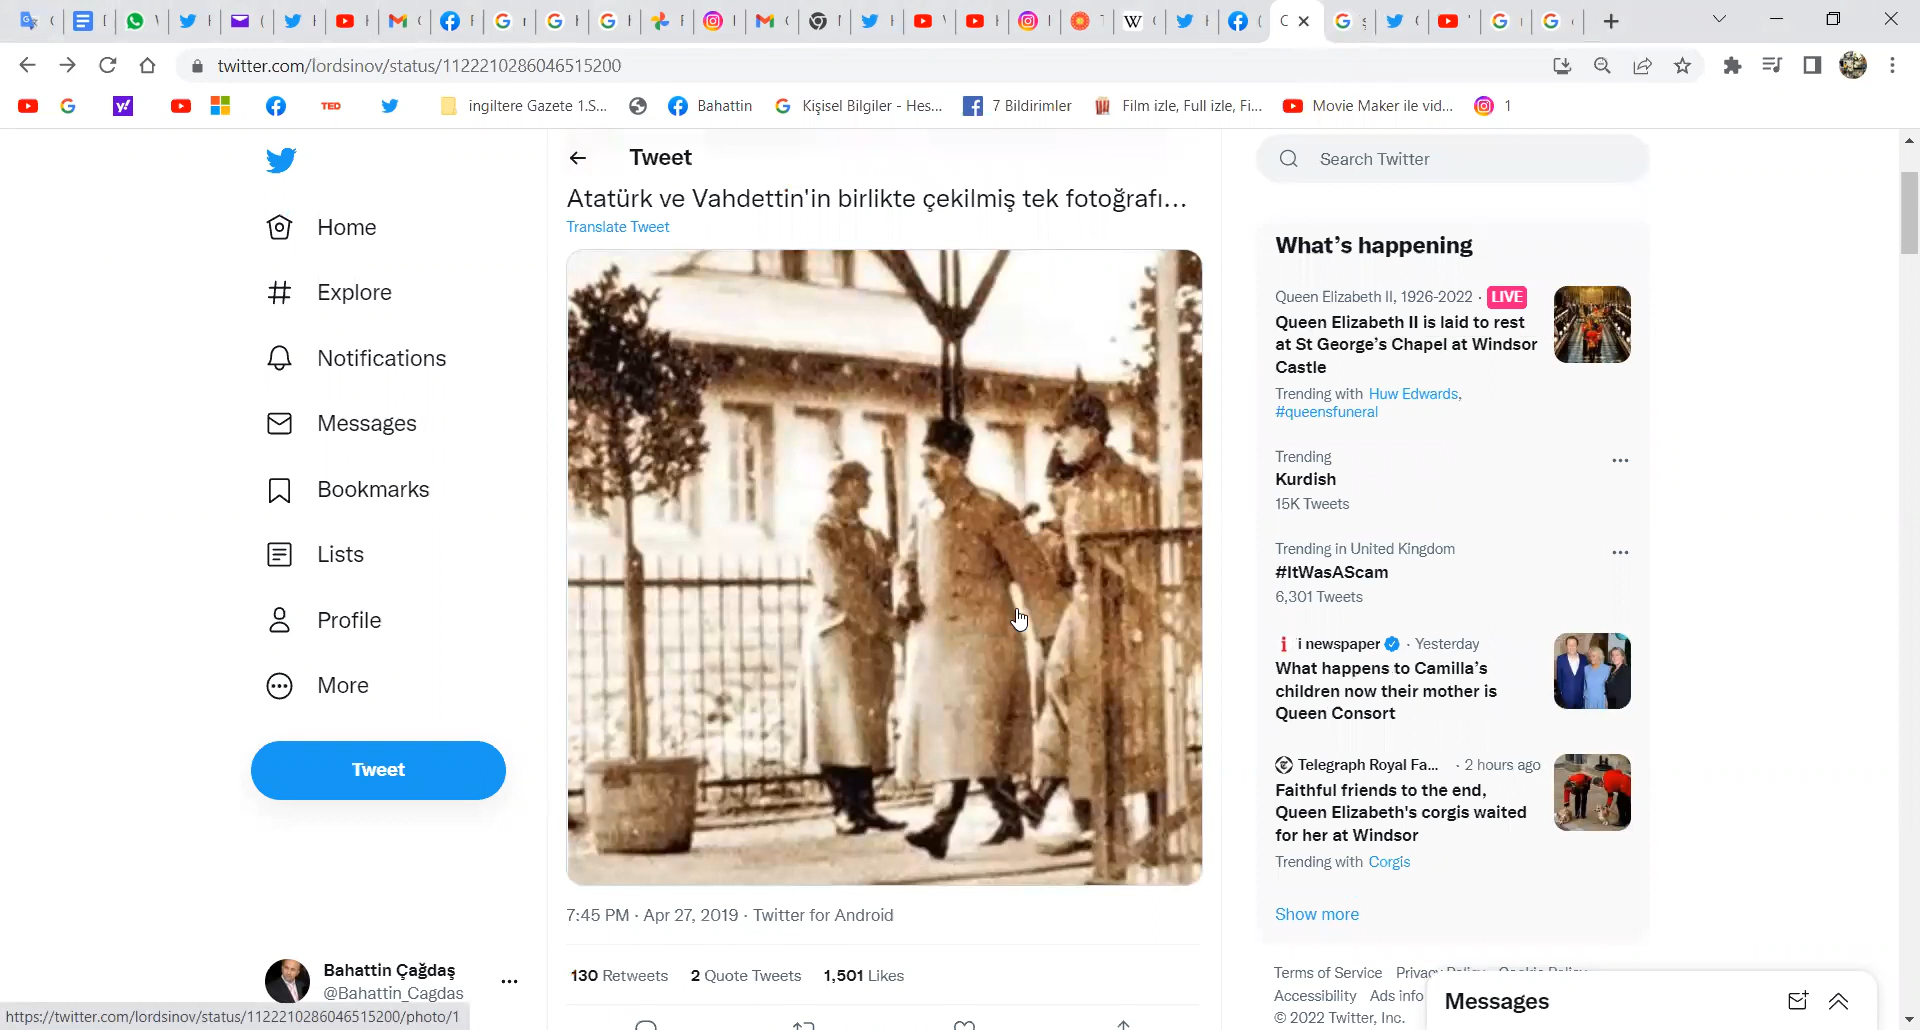 twitter.com/lordsinov/status/1122210286046515200
TED
ingiltere Gazete 1.S...
Bahattin
Kişisel Bilgiler - Hes...
7 Bildirimler
Film izle, Full izle, Fi...
Movie Maker ile vid...
1
Home
Explore
Notifications
Messages
Bookmarks
Lists
Profile
More
Tweet
Bahattin Çağdaş
@Bahattin_Cagdas
https://twitter.com/lordsinov/status/1122210286046515200/photo/1
Tweet
Atatürk ve Vahdettin'in birlikte çekilmiş tek fotoğrafı...
Translate Tweet
7:45 PM · Apr 27, 2019 · Twitter for Android
130 Retweets 2 Quote Tweets 1,501 Likes
Search Twitter
What's happening
Queen Elizabeth II, 1926-2022 · LIVE
Queen Elizabeth II is laid to rest
at St George's Chapel at Windsor
Castle
Trending with Huw Edwards,
#queensfuneral
Trending
Kurdish
15K Tweets
Trending in United Kingdom
#ItWasAScam
6,301 Tweets
i newspaper · Yesterday
What happens to Camilla's
children now their mother is
Queen Consort
Telegraph Royal Fa... · 2 hours ago
Faithful friends to the end,
Queen Elizabeth's corgis waited
for her at Windsor
Trending with Corgis
Show more
Terms of Service
Accessibility Ads info
© 2022 Twitter, Inc.
Messages